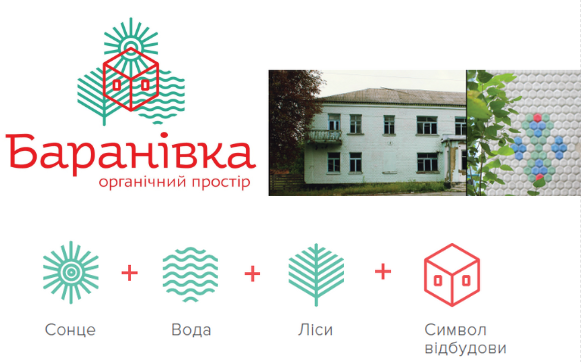 Баранівка
органічний простір
+ + +
Сонце Вода Ліси Символ
відбудови